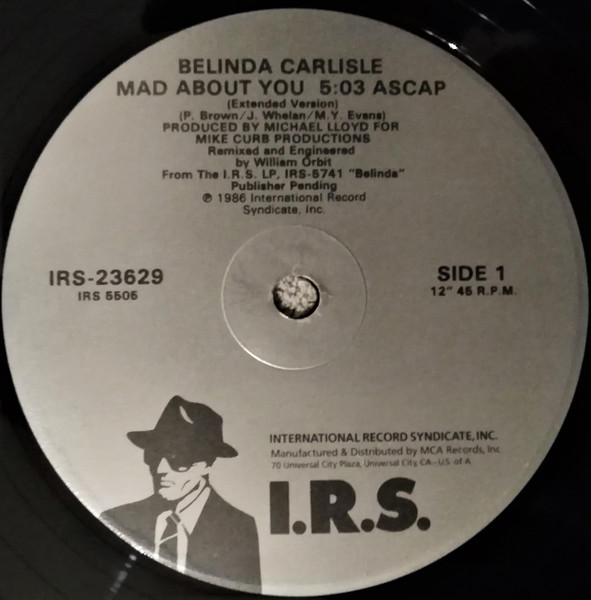 BELINDA CARLISLE
MAD ABOUT YOU 5:03 ASCAP
(Extended Version)
(P. Brown/J. Whelan/M.Y. Evans)
PRODUCED BY MICHAEL LLOYD FOR
MIKE CURB PRODUCTIONS
Remixed and Engineered
by William Orbit
From The I.R.S. LP, IRS-5741 "Belinda"
Publisher Pending
℗ 1986 International Record
Syndicate, Inc.
IRS-23629
IRS 5505
SIDE 1
12" 45 R.P.M.
INTERNATIONAL RECORD SYNDICATE, INC.
Manufactured & Distributed by MCA Records, Inc
70 Universal City Plaza, Universal City, CA-U.S. of A
I.R.S.